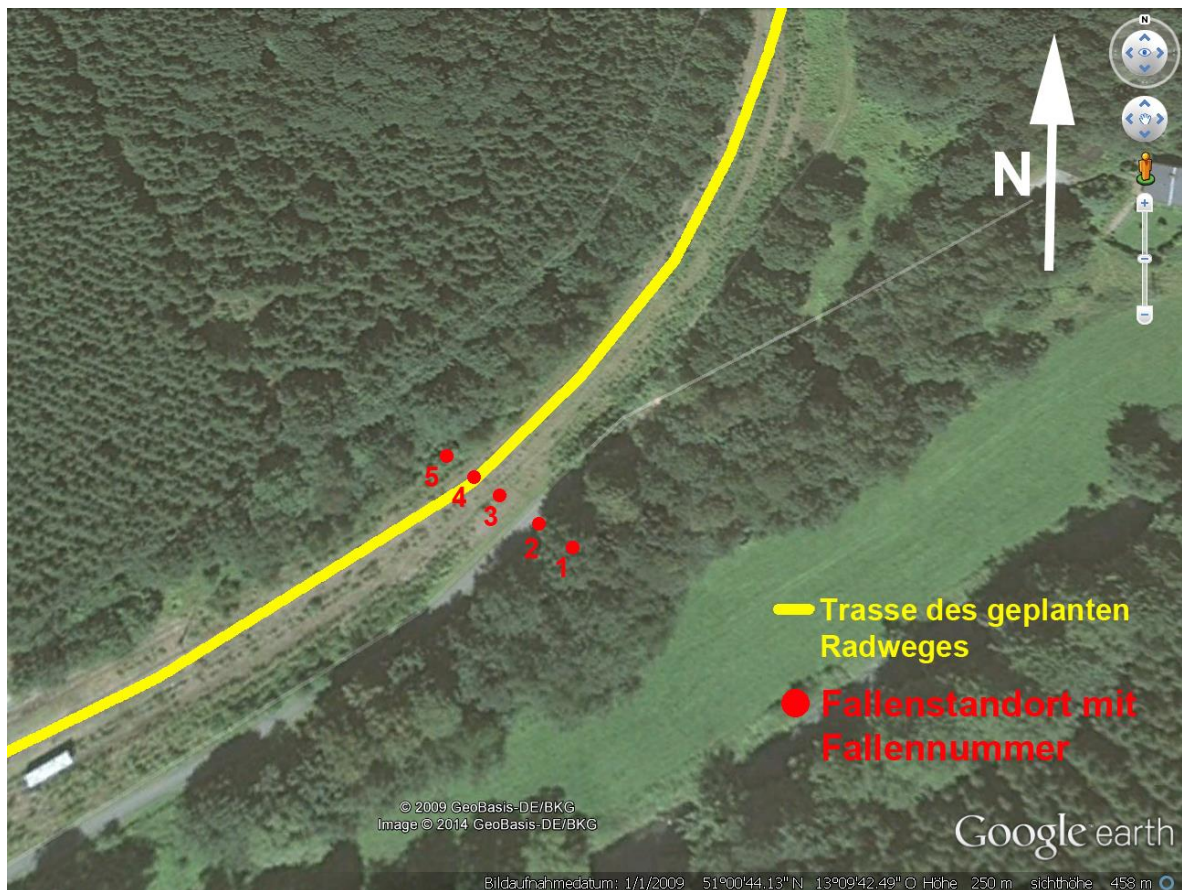 N
N
5
4
3
2
1
Trasse des geplanten
Radweges
Fallenstandort mit
Fallennummer
© 2009 GeoBasis-DE/BKG
Image © 2014 GeoBasis-DE/BKG
Google earth
Bildaufnahmedatum: 1/1/2009 51°00'44.13" N 13°09'42.49" O Höhe 250 m sichthöhe 458 m